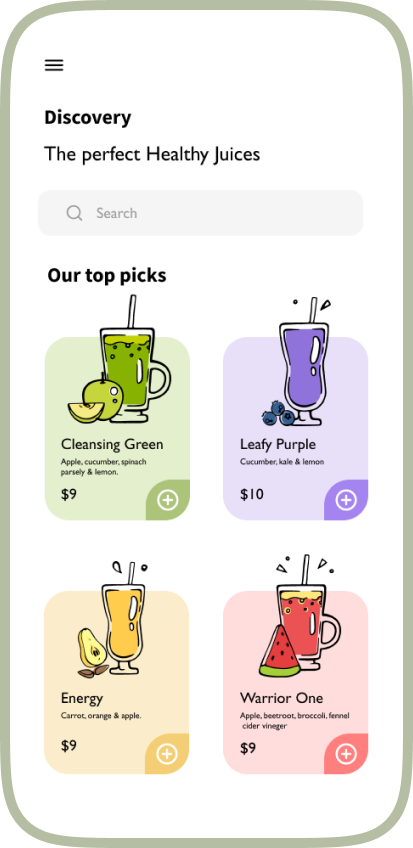 Discovery
The perfect Healthy Juices
Search
Our top picks
Cleansing Green
Apple, cucumber, spinach
parsely & lemon.
$9
Leafy Purple
Cucumber, kale & lemon
$10
Energy
Carrot, orange & apple.
$9
Warrior One
Apple, beetroot, broccoli, fennel
cider vineger
$9